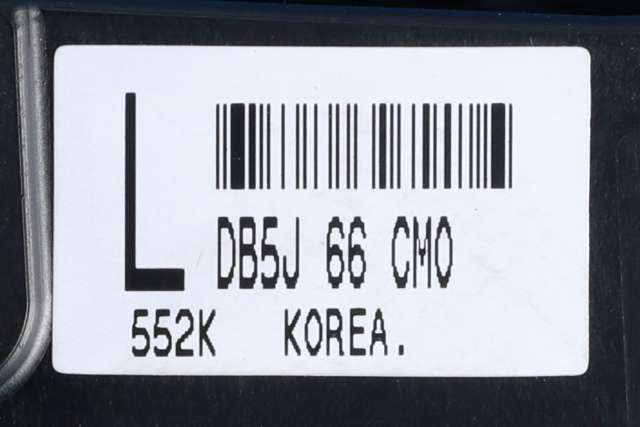 L
DB5J 66 CM0
552K KOREA.